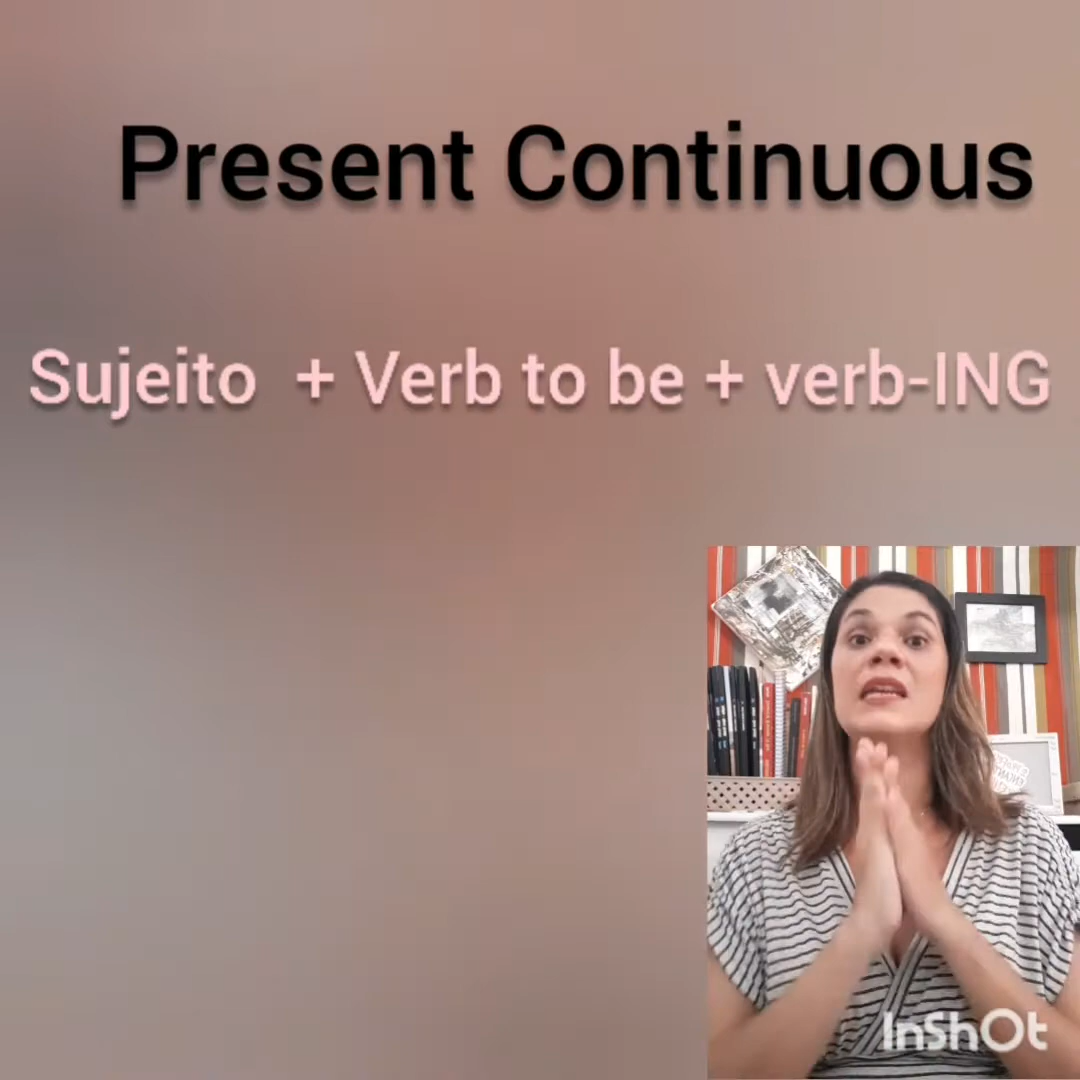 Present Continuous
Sujeito + Verb to be + verb-ING
InShOt